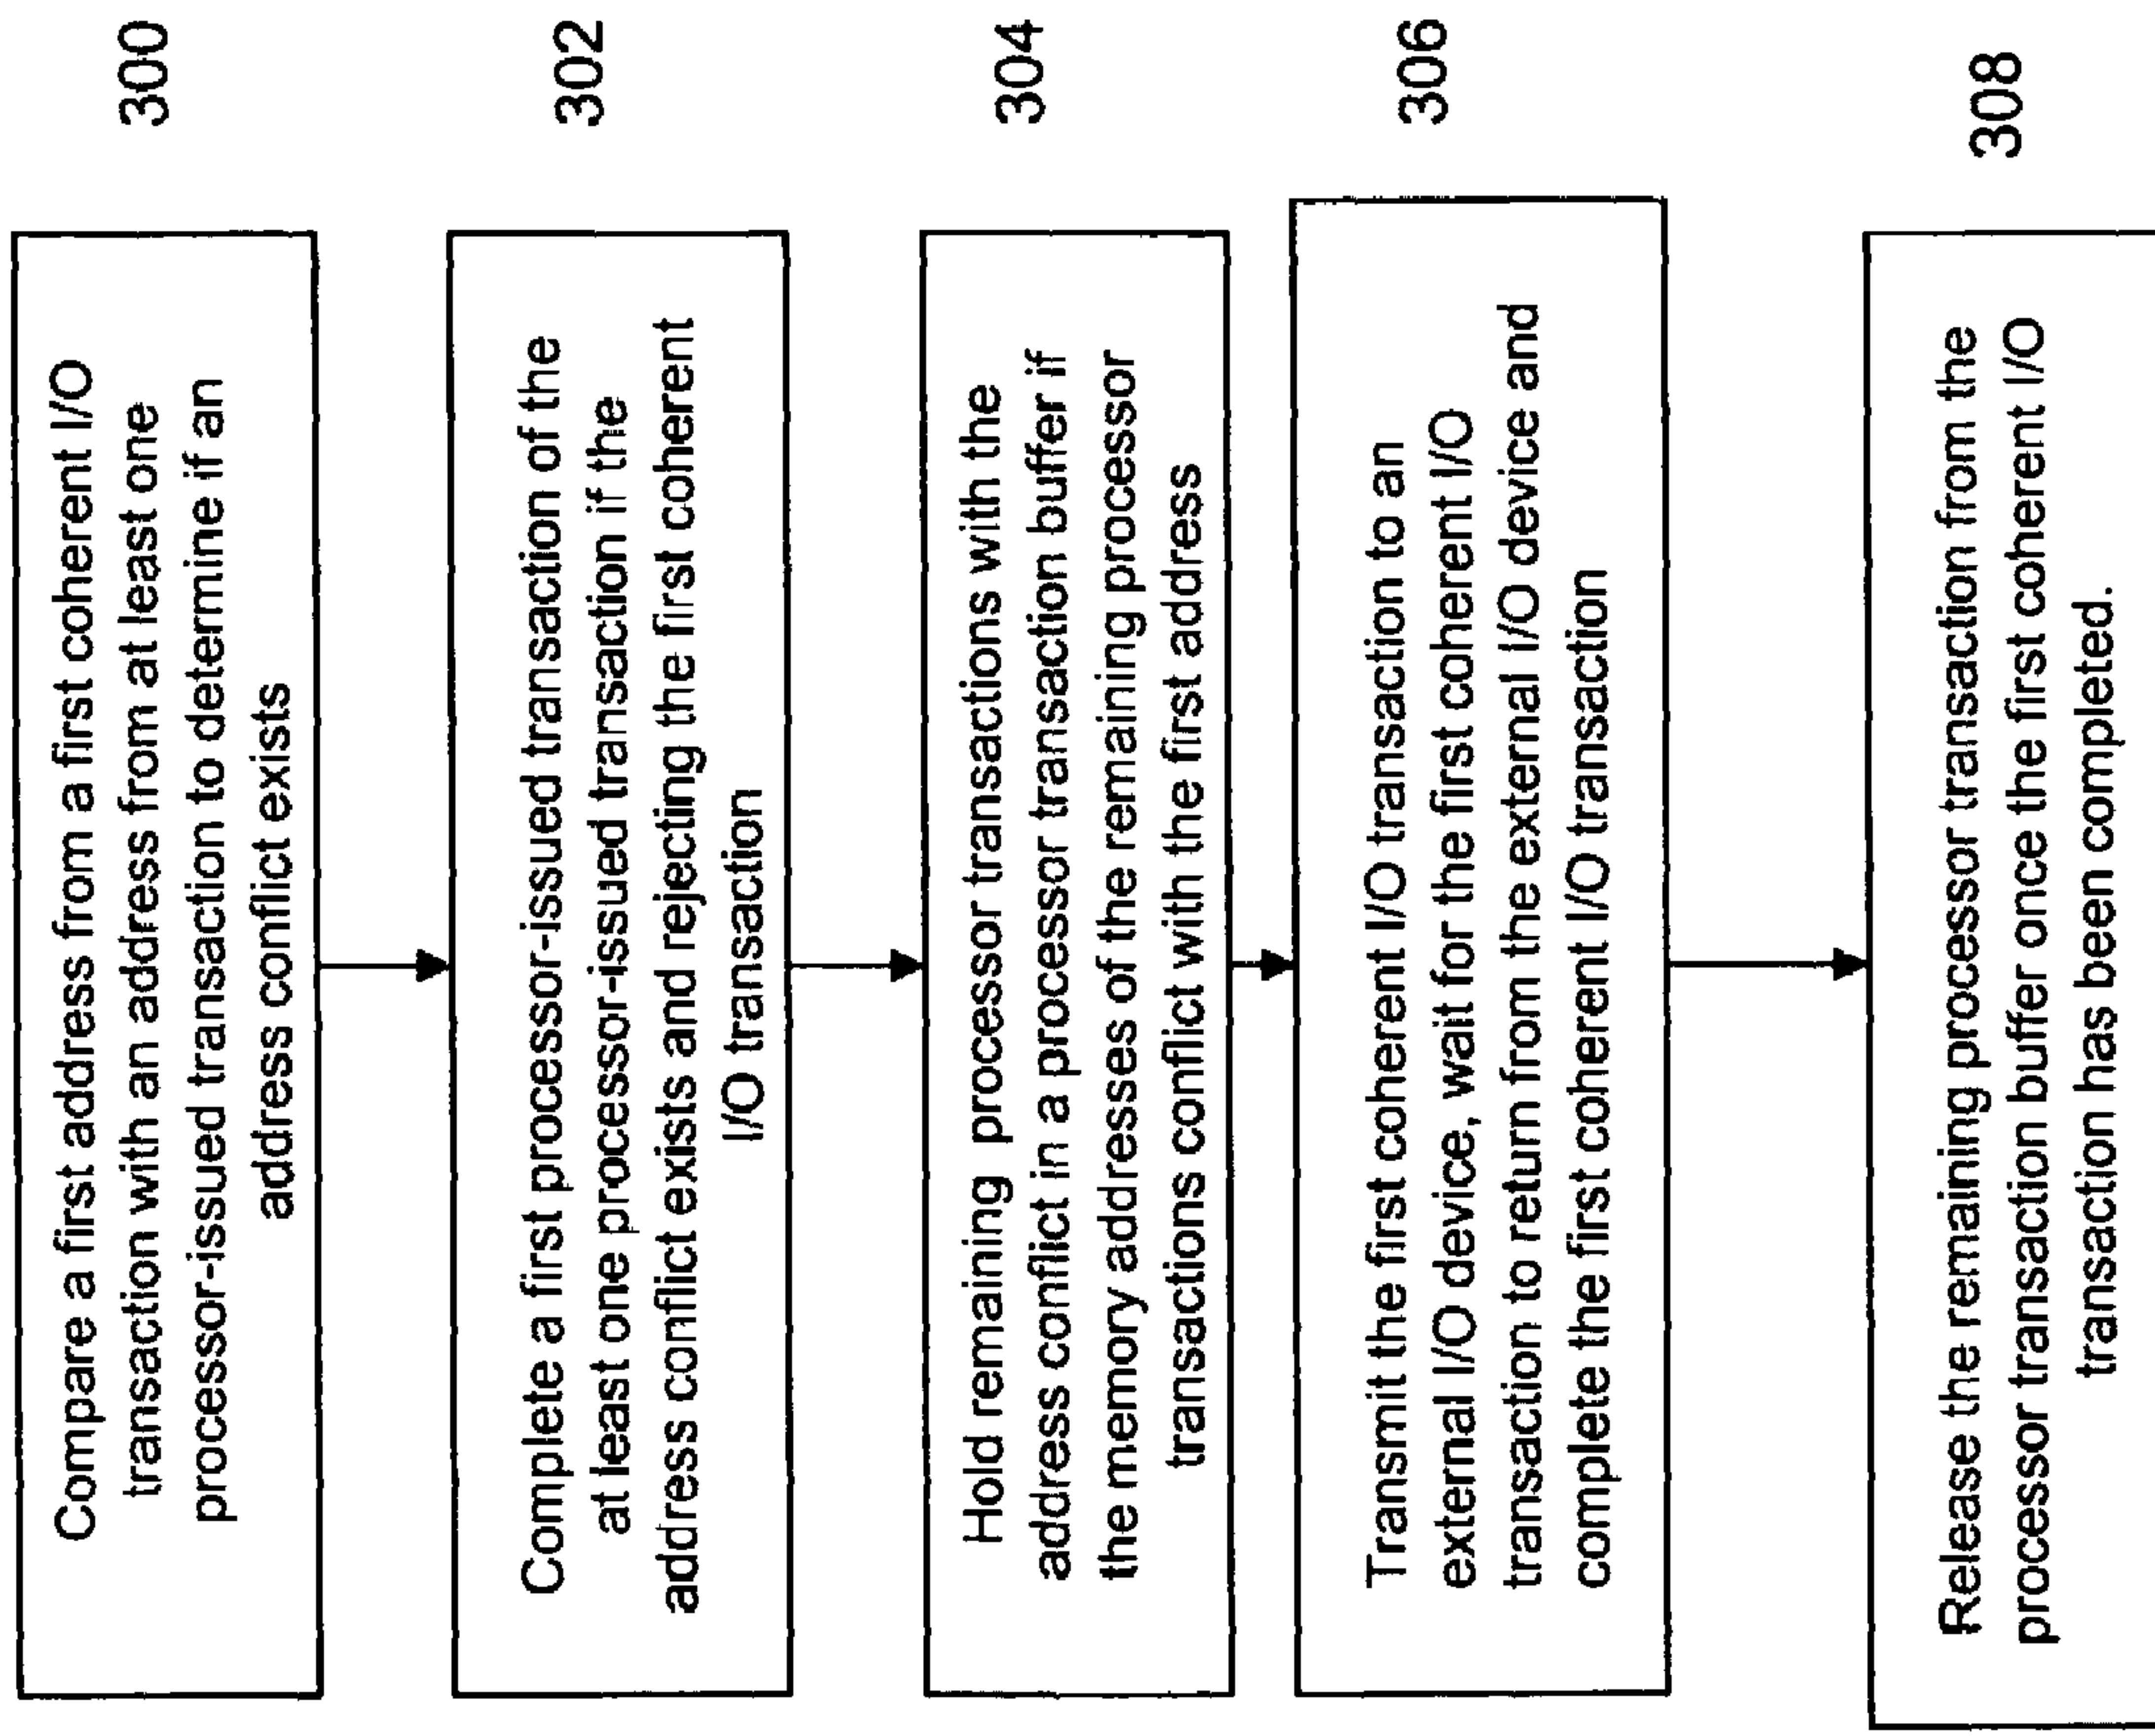 Compare a first address from a first coherent I/O
transaction with an address from at least one
processor-issued transaction to determine if an
address conflict exists
300
Complete a first processor-issued transaction of the
at least one processor-issued transaction if the
address conflict exists and rejecting the first coherent
I/O transaction
302
Hold remaining processor transactions with the
address conflict in a processor transaction buffer if
the memory addresses of the remaining processor
transactions conflict with the first address
304
Transmit the first coherent I/O transaction to an
external I/O device, wait for the first coherent I/O
transaction to return from the external I/O device and
complete the first coherent I/O transaction
306
Release the remaining processor transaction from the
processor transaction buffer once the first coherent I/O
transaction has been completed.
308